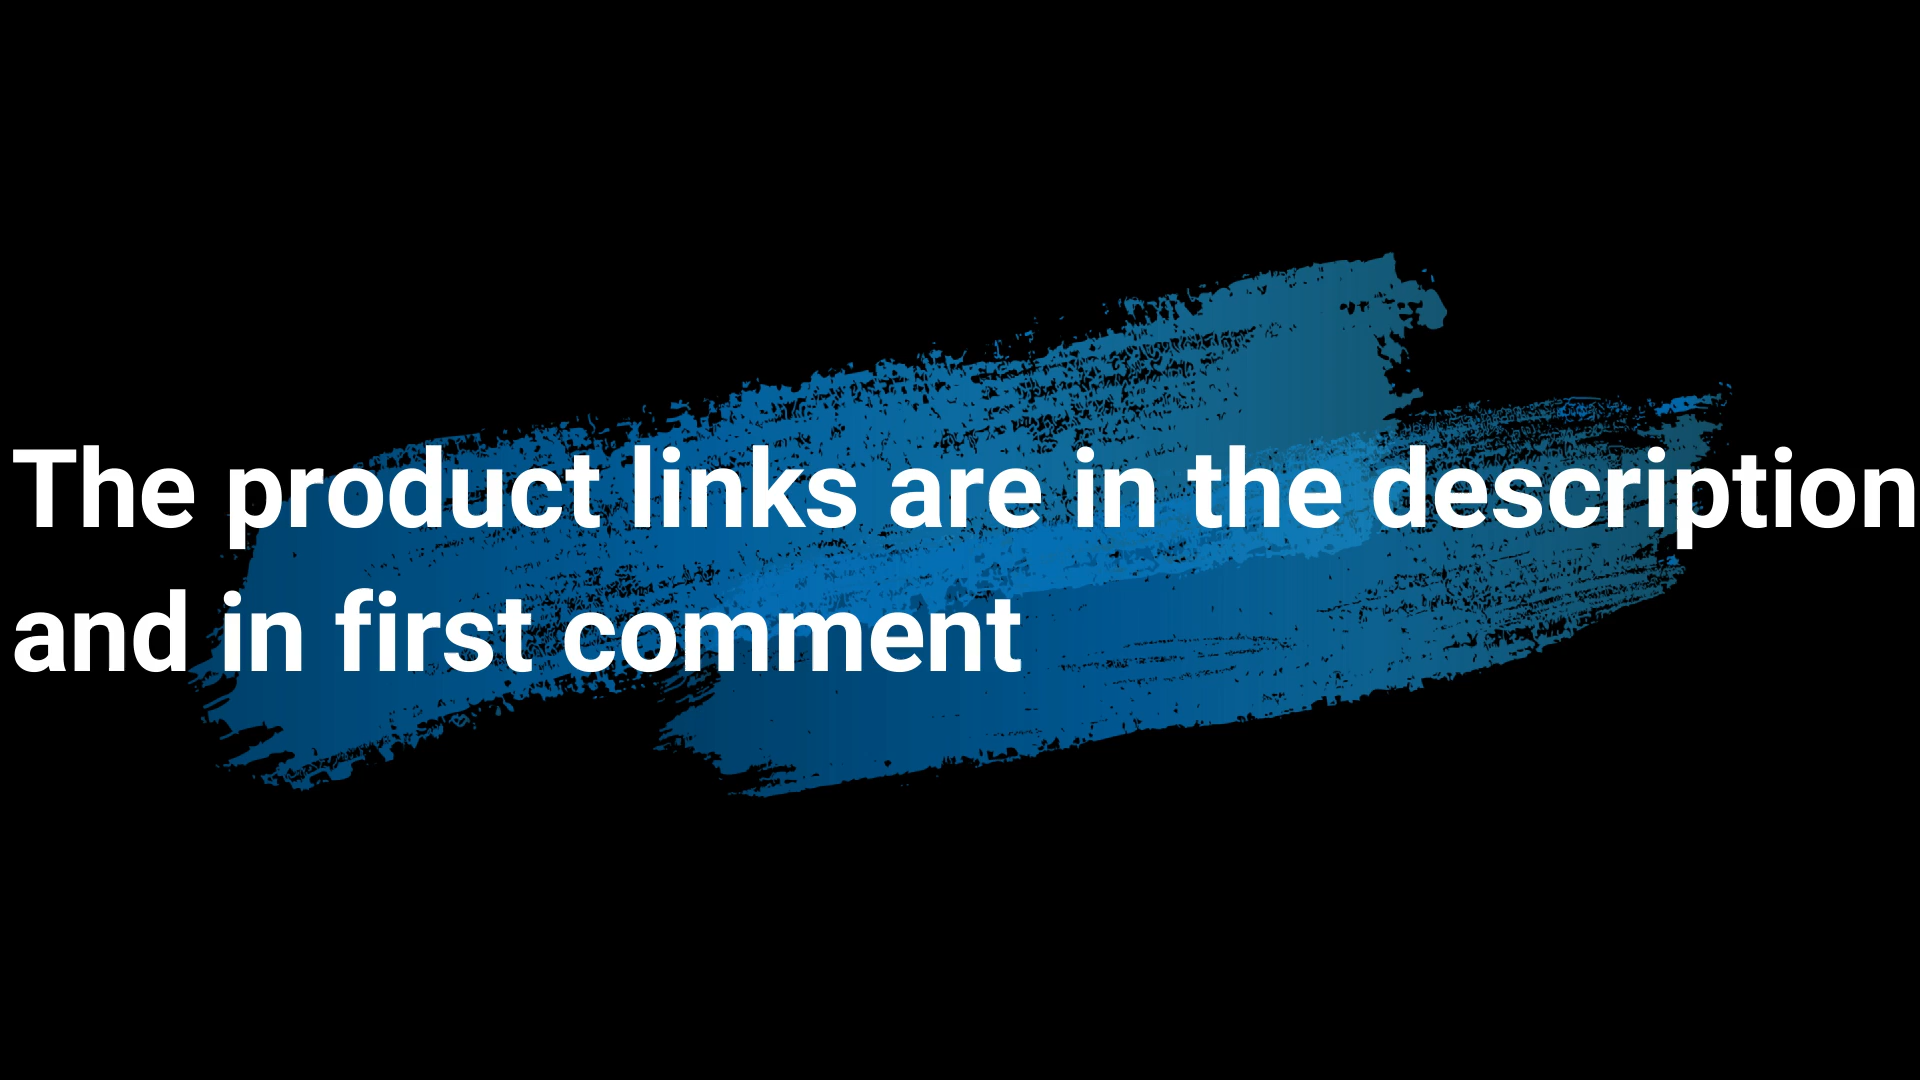 The product links are in the description
and in first comment